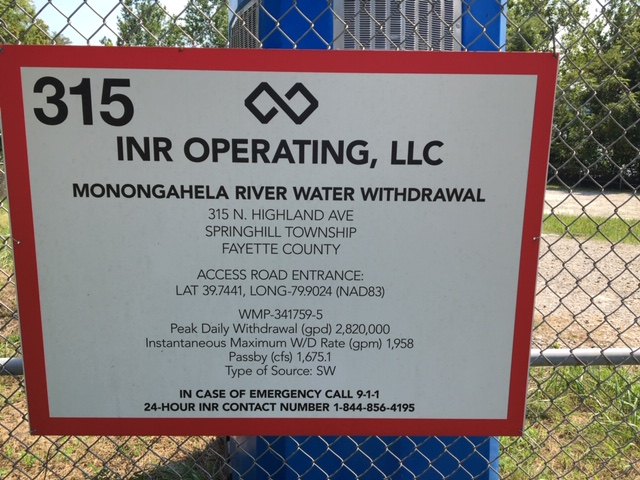 315
INR OPERATING, LLC
MONONGAHELA RIVER WATER WITHDRAWAL
315 N. HIGHLAND AVE
SPRINGHILL TOWNSHIP
FAYETTE COUNTY
ACCESS ROAD ENTRANCE:
LAT 39.7441, LONG-79.9024 (NAD83)
WMP-341759-5
Peak Daily Withdrawal (gpd) 2,820,000
Instantaneous Maximum W/D Rate (gpm) 1,958
Passby (cfs) 1,675.1
Type of Source: SW
IN CASE OF EMERGENCY CALL 9-1-1
24-HOUR INR CONTACT NUMBER 1-844-856-4195